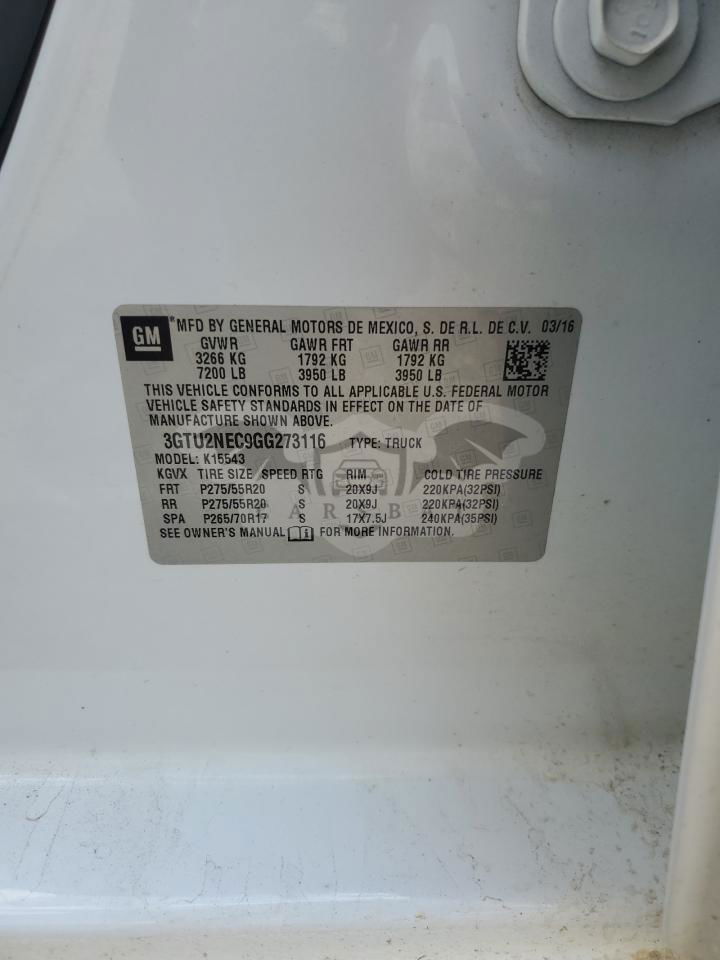 GM
®MFD BY GENERAL MOTORS DE MEXICO, S. DE R.L. DE C.V. 03/16
GVWR GAWR FRT GAWR RR
3266 KG 1792 KG 1792 KG
7200 LB 3950 LB 3950 LB
THIS VEHICLE CONFORMS TO ALL APPLICABLE U.S. FEDERAL MOTOR
VEHICLE SAFETY STANDARDS IN EFFECT ON THE DATE OF
MANUFACTURE SHOWN ABOVE.
3GTU2NEC9GG273116 TYPE: TRUCK
MODEL: K15543
KGVX TIRE SIZE SPEED RTG RIM COLD TIRE PRESSURE
FRT P275/55R20 S 20X9J 220KPA(32PSI)
RR P275/55R20 S 20X9J 220KPA(32PSI)
SPA P265/70R17 S 17X7.5J 240KPA(35PSI)
SEE OWNER'S MANUAL FOR MORE INFORMATION.